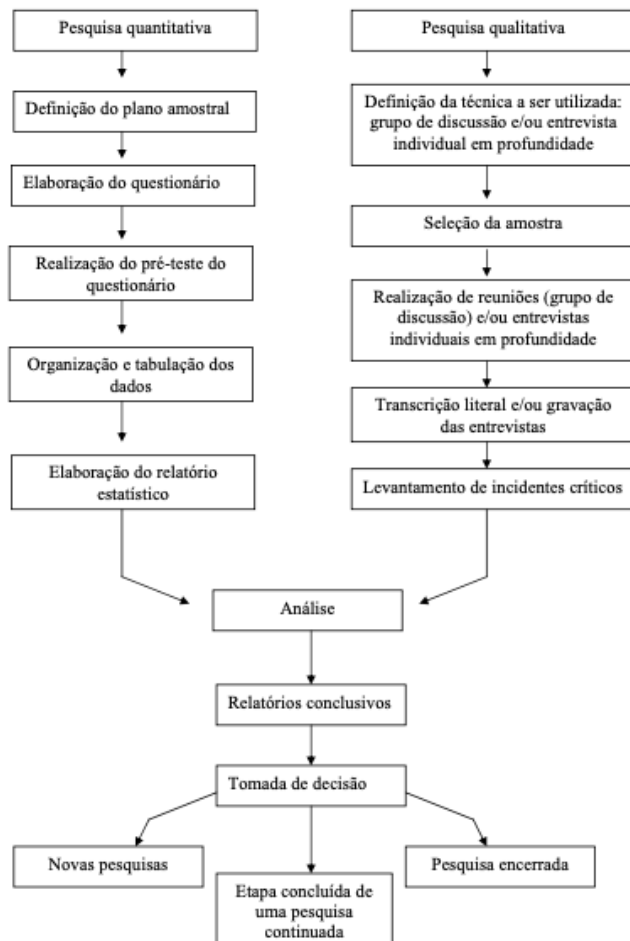 Pesquisa quantitativa
Definição do plano amostral
Elaboração do questionário
Realização do pré-teste do
questionário
Organização e tabulação dos
dados
Elaboração do relatório
estatístico
Pesquisa qualitativa
Definição da técnica a ser utilizada:
grupo de discussão e/ou entrevista
individual em profundidade
Seleção da amostra
Realização de reuniões (grupo de
discussão) e/ou entrevistas
individuais em profundidade
Transcrição literal e/ou gravação
das entrevistas
Levantamento de incidentes críticos
Análise
Relatórios conclusivos
Tomada de decisão
Novas pesquisas
Etapa concluída de
uma pesquisa
continuada
Pesquisa encerrada